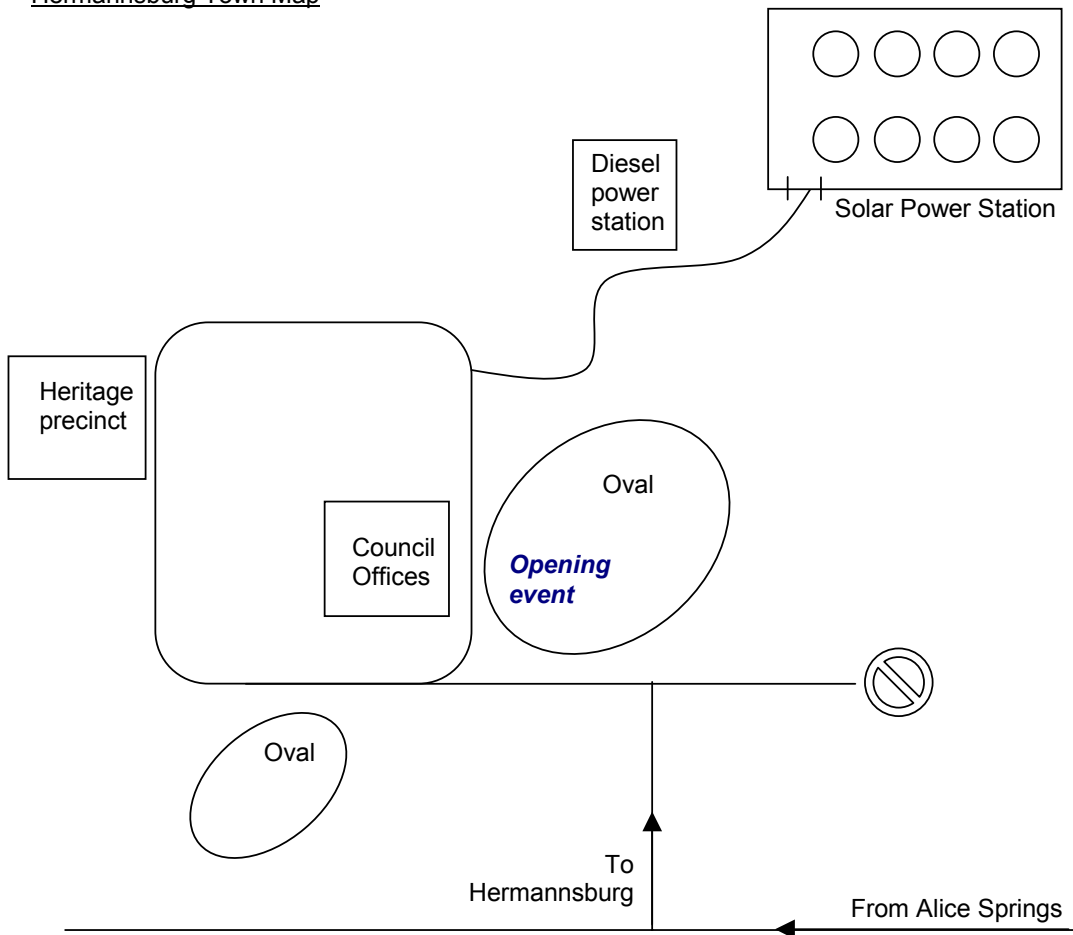 Hermannsburg Town Map
Diesel
power
station
Solar Power Station
Heritage
precinct
Oval
Council
Offices
Opening
event
Oval
To
Hermannsburg
From Alice Springs